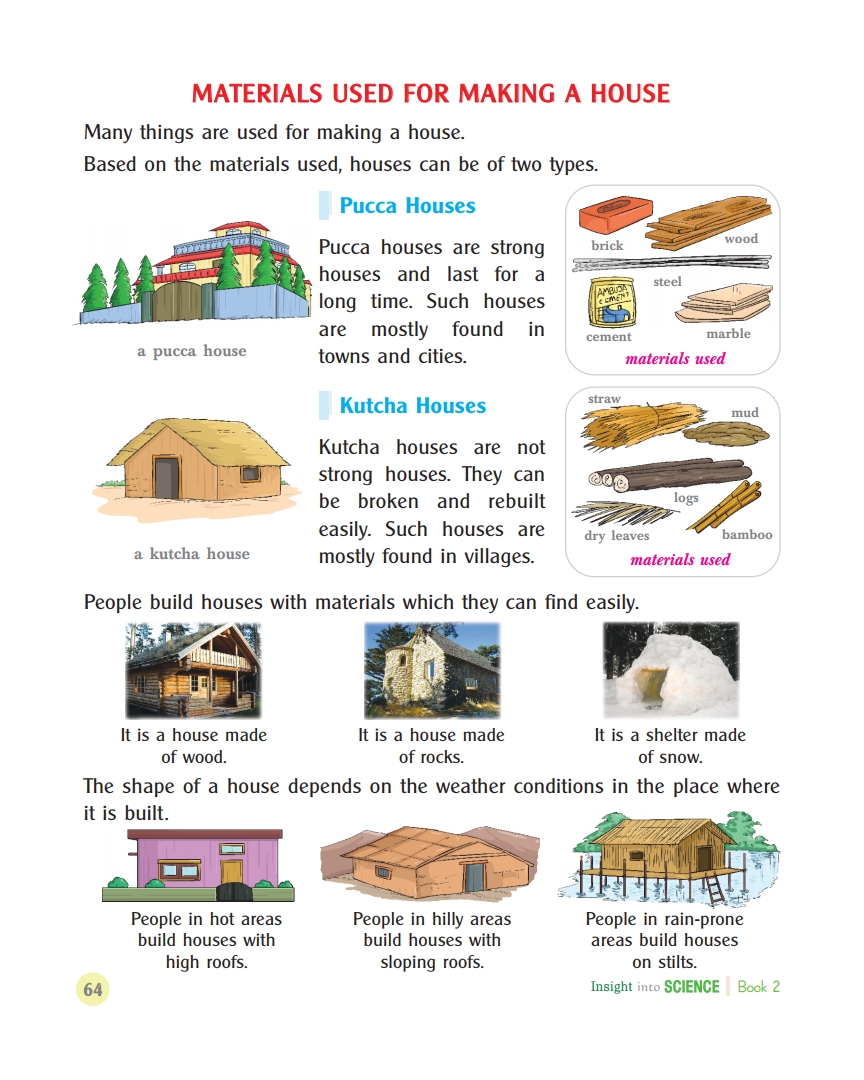 MATERIALS USED FOR MAKING A HOUSE
Many things are used for making a house.
Based on the materials used, houses can be of two types.
a pucca house
Pucca Houses
Pucca houses are strong
houses and last for a
long time. Such houses
are mostly found in
towns and cities.
brick
wood
steel
AMBUJA
CEMENT
cement
marble
materials used
a kutcha house
Kutcha Houses
Kutcha houses are not
strong houses. They can
be broken and rebuilt
easily. Such houses are
mostly found in villages.
straw
mud
logs
dry leaves
bamboo
materials used
People build houses with materials which they can find easily.
It is a house made
of wood.
It is a house made
of rocks.
It is a shelter made
of snow.
The shape of a house depends on the weather conditions in the place where
it is built.
People in hot areas
build houses with
high roofs.
People in hilly areas
build houses with
sloping roofs.
People in rain-prone
areas build houses
on stilts.
64
Insight into SCIENCE Book 2